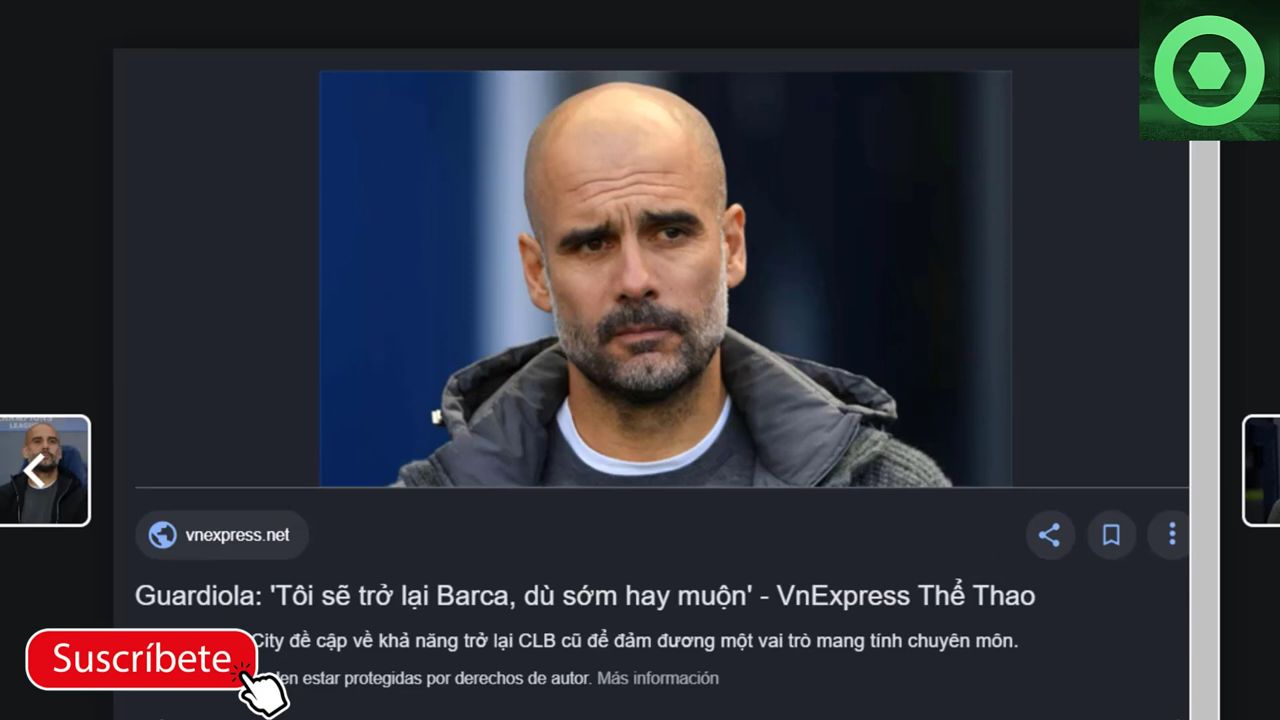 LEAGUE
vnexpress.net
Guardiola: 'Tôi sẽ trở lại Barca, dù sớm hay muộn' - VnExpress Thể Thao
City đề cập về khả năng trở lại CLB cũ để đảm đương một vai trò mang tính chuyên môn.
estar protegidas por derechos de autor. Más información
Suscríbete